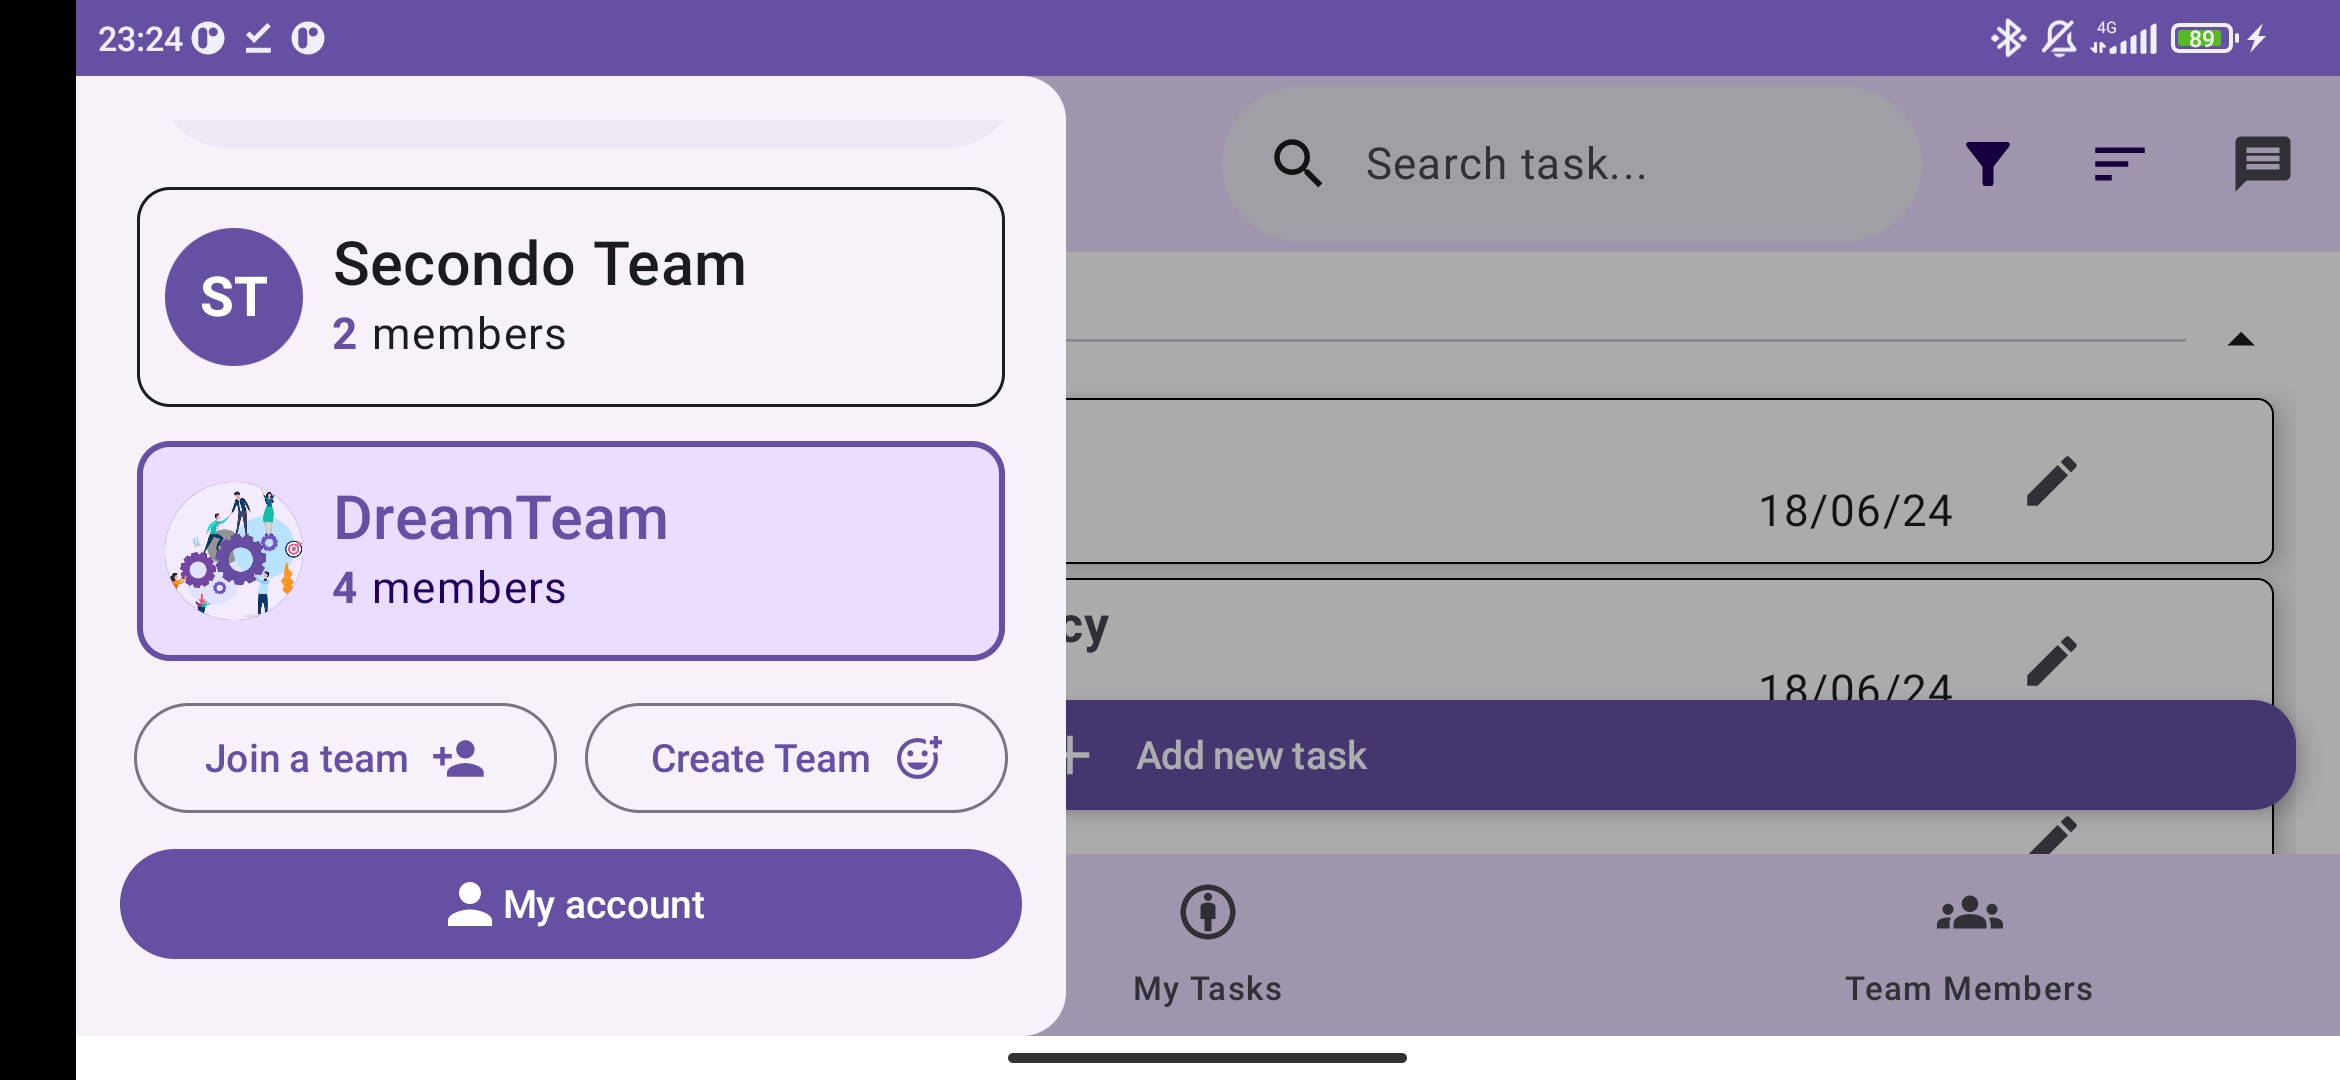 23:24
4G
89
Search task...
ST
Secondo Team
2 members
18/06/24
DreamTeam
4 members
cy
18/06/24
Join a team
Create Team
Add new task
My account
My Tasks
Team Members